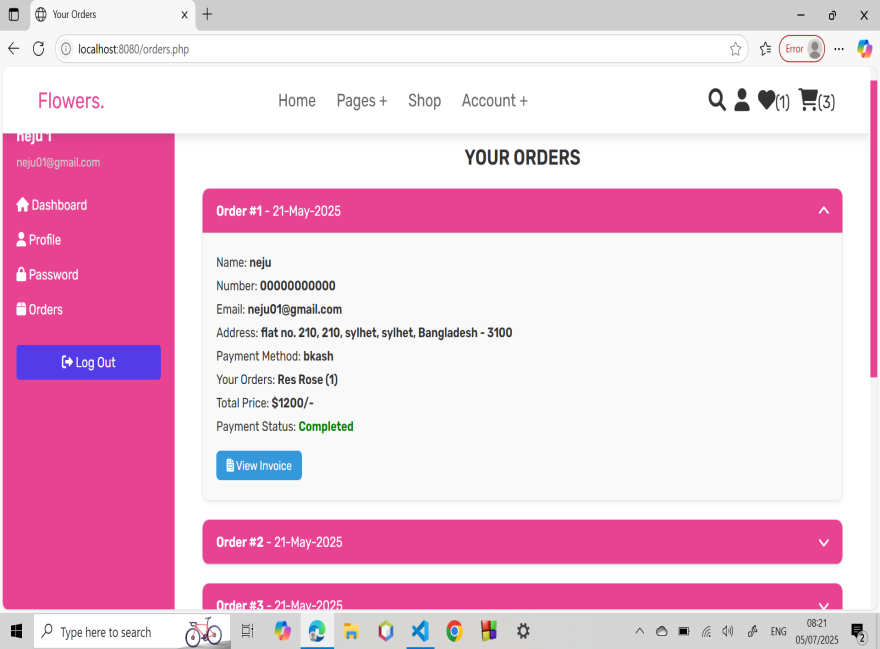 Your Orders
localhost:8080/orders.php
Error
Flowers.
Home
Pages +
Shop
Account +
(1)
(3)
neju 1
neju01@gmail.com
Dashboard
Profile
Password
Orders
Log Out
YOUR ORDERS
Order #1 - 21-May-2025
Name: neju
Number: 00000000000
Email: neju01@gmail.com
Address: flat no. 210, 210, sylhet, sylhet, Bangladesh - 3100
Payment Method: bkash
Your Orders: Res Rose (1)
Total Price: $1200/-
Payment Status: Completed
View Invoice
Order #2 - 21-May-2025
Order #3 - 21-May-2025
Type here to search
ENG
08:21
05/07/2025
2